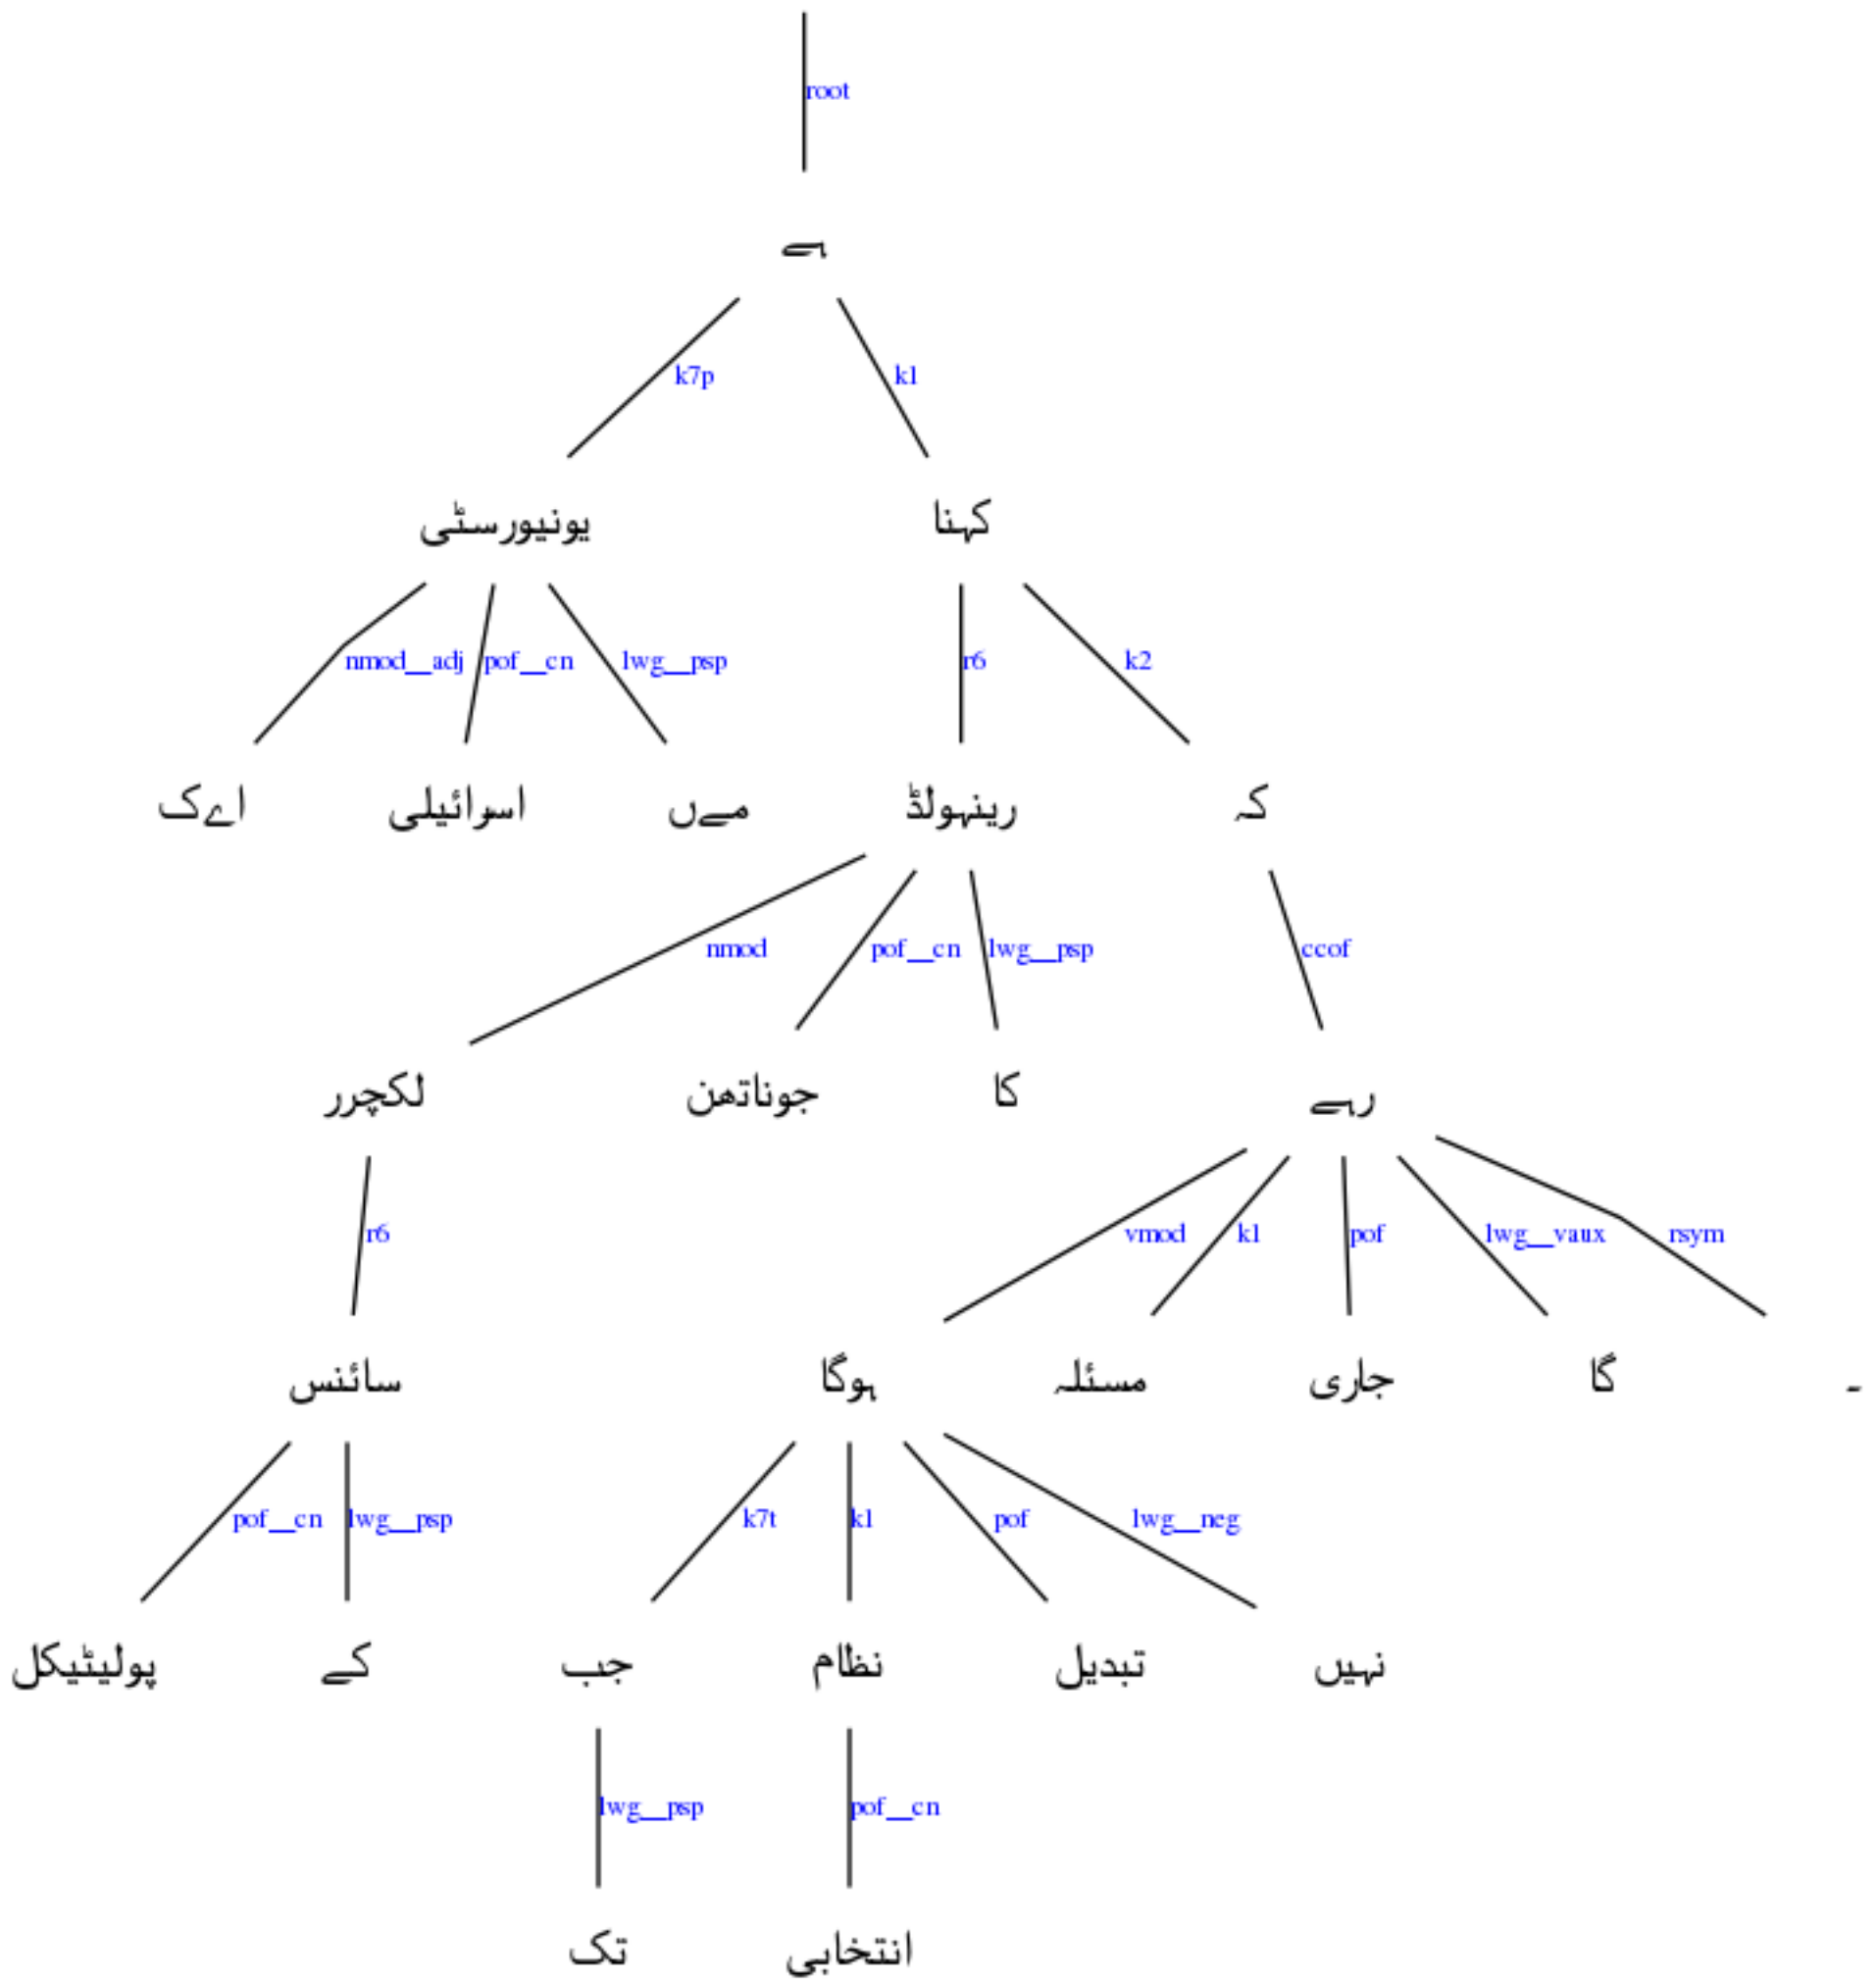 root
ہے
k7p k1
یونیورسٹی کہنا
nmod__adj pof__cn lwg__psp r6 k2
اےک اسرائیلی مےں رینہولڈ کہ
nmod pof__cn lwg__psp ccof
لکچرر جوناتھن کا رہے
r6 vmod k1 pof lwg__vaux rsym
سائنس ہوگا مسئلہ جاری گا ۔
pof__cn lwg__psp k7t k1 pof lwg__neg
پولیٹیکل کے جب نظام تبدیل نہیں
lwg__psp pof__cn
تک انتخابی